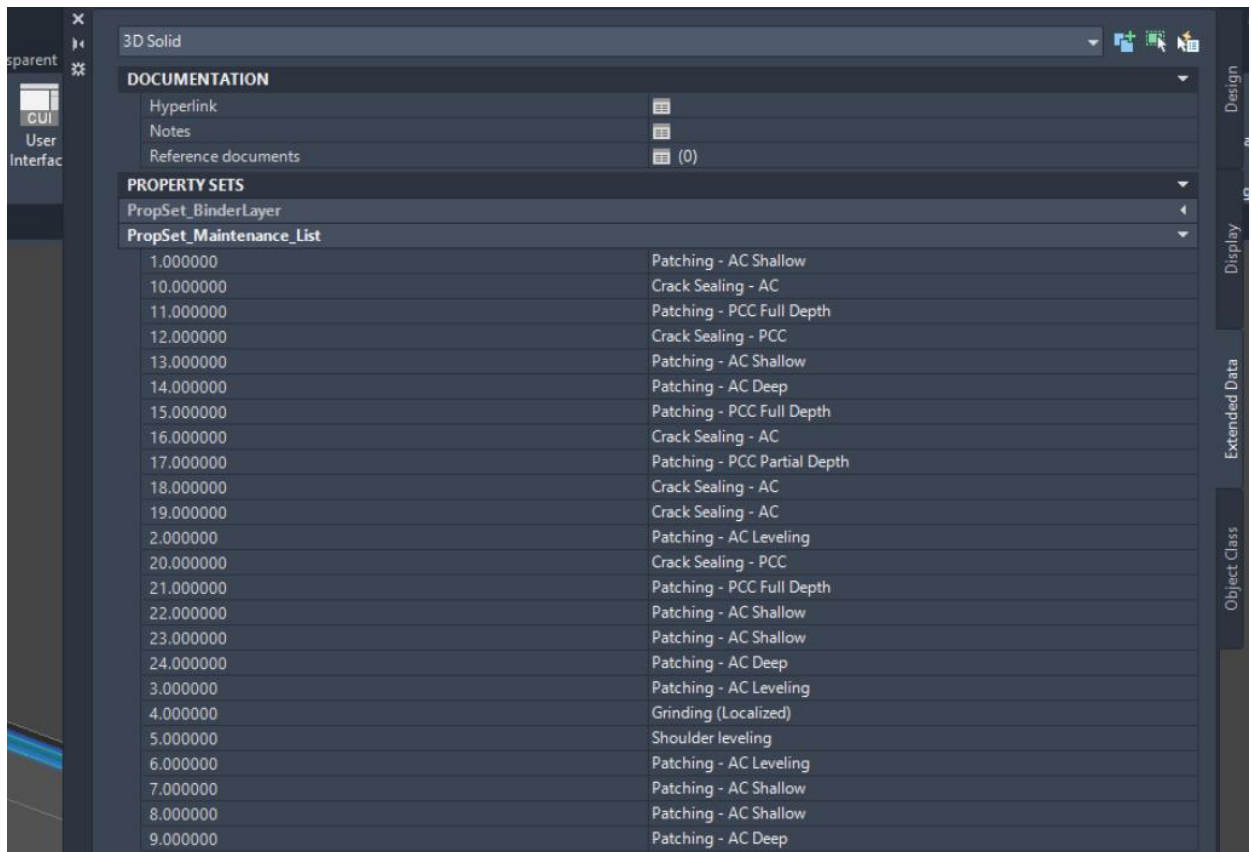 sparent
CUI
User
Interfac
3D Solid
DOCUMENTATION
Hyperlink
Notes
Reference documents (0)
PROPERTY SETS
PropSet_BinderLayer
PropSet_Maintenance_List
1.000000 Patching - AC Shallow
10.000000 Crack Sealing - AC
11.000000 Patching - PCC Full Depth
12.000000 Crack Sealing - PCC
13.000000 Patching - AC Shallow
14.000000 Patching - AC Deep
15.000000 Patching - PCC Full Depth
16.000000 Crack Sealing - AC
17.000000 Patching - PCC Partial Depth
18.000000 Crack Sealing - AC
19.000000 Crack Sealing - AC
2.000000 Patching - AC Leveling
20.000000 Crack Sealing - PCC
21.000000 Patching - PCC Full Depth
22.000000 Patching - AC Shallow
23.000000 Patching - AC Shallow
24.000000 Patching - AC Deep
3.000000 Patching - AC Leveling
4.000000 Grinding (Localized)
5.000000 Shoulder leveling
6.000000 Patching - AC Leveling
7.000000 Patching - AC Shallow
8.000000 Patching - AC Shallow
9.000000 Patching - AC Deep
Design
Display
Extended Data
Object Class